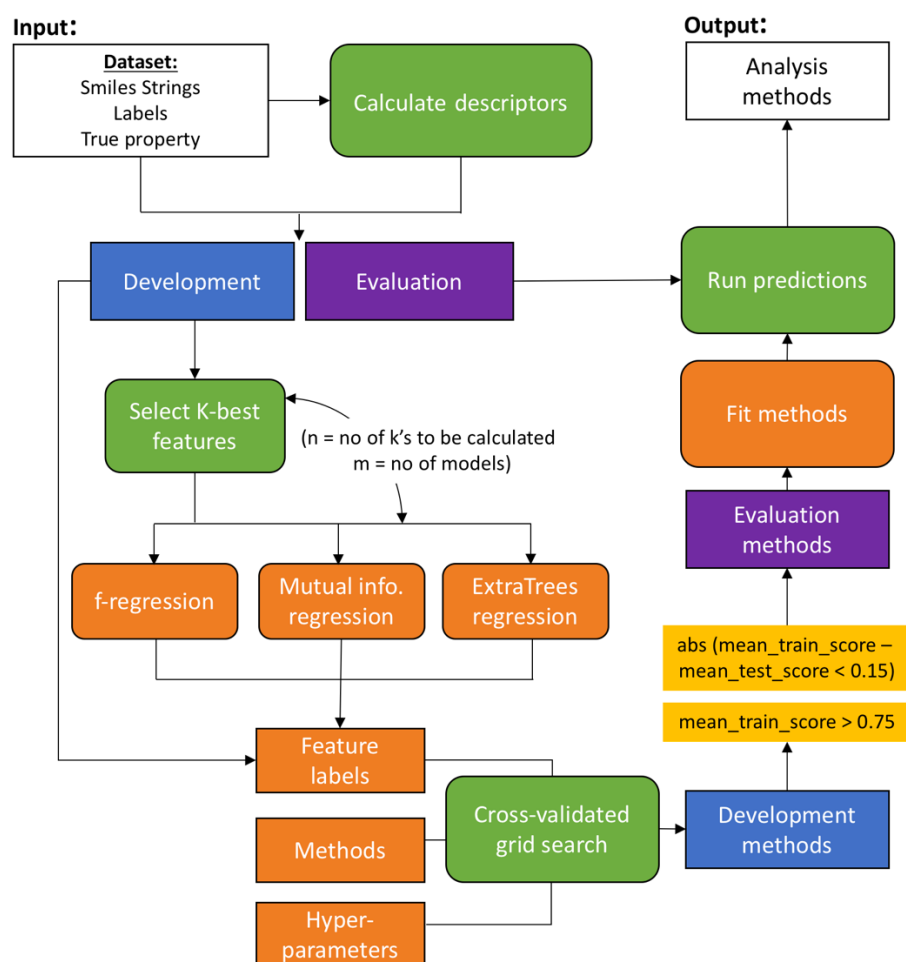 Input:
Dataset:
Smiles Strings
Labels
True property
Calculate descriptors
Output:
Analysis
methods
Development
Evaluation
Run predictions
Select K-best
features
(n = no of k's to be calculated
m = no of models)
Fit methods
Evaluation
methods
f-regression
Mutual info.
regression
ExtraTrees
regression
abs (mean_train_score –
mean_test_score < 0.15)
mean_train_score > 0.75
Feature
labels
Methods
Hyper-
parameters
Cross-validated
grid search
Development
methods